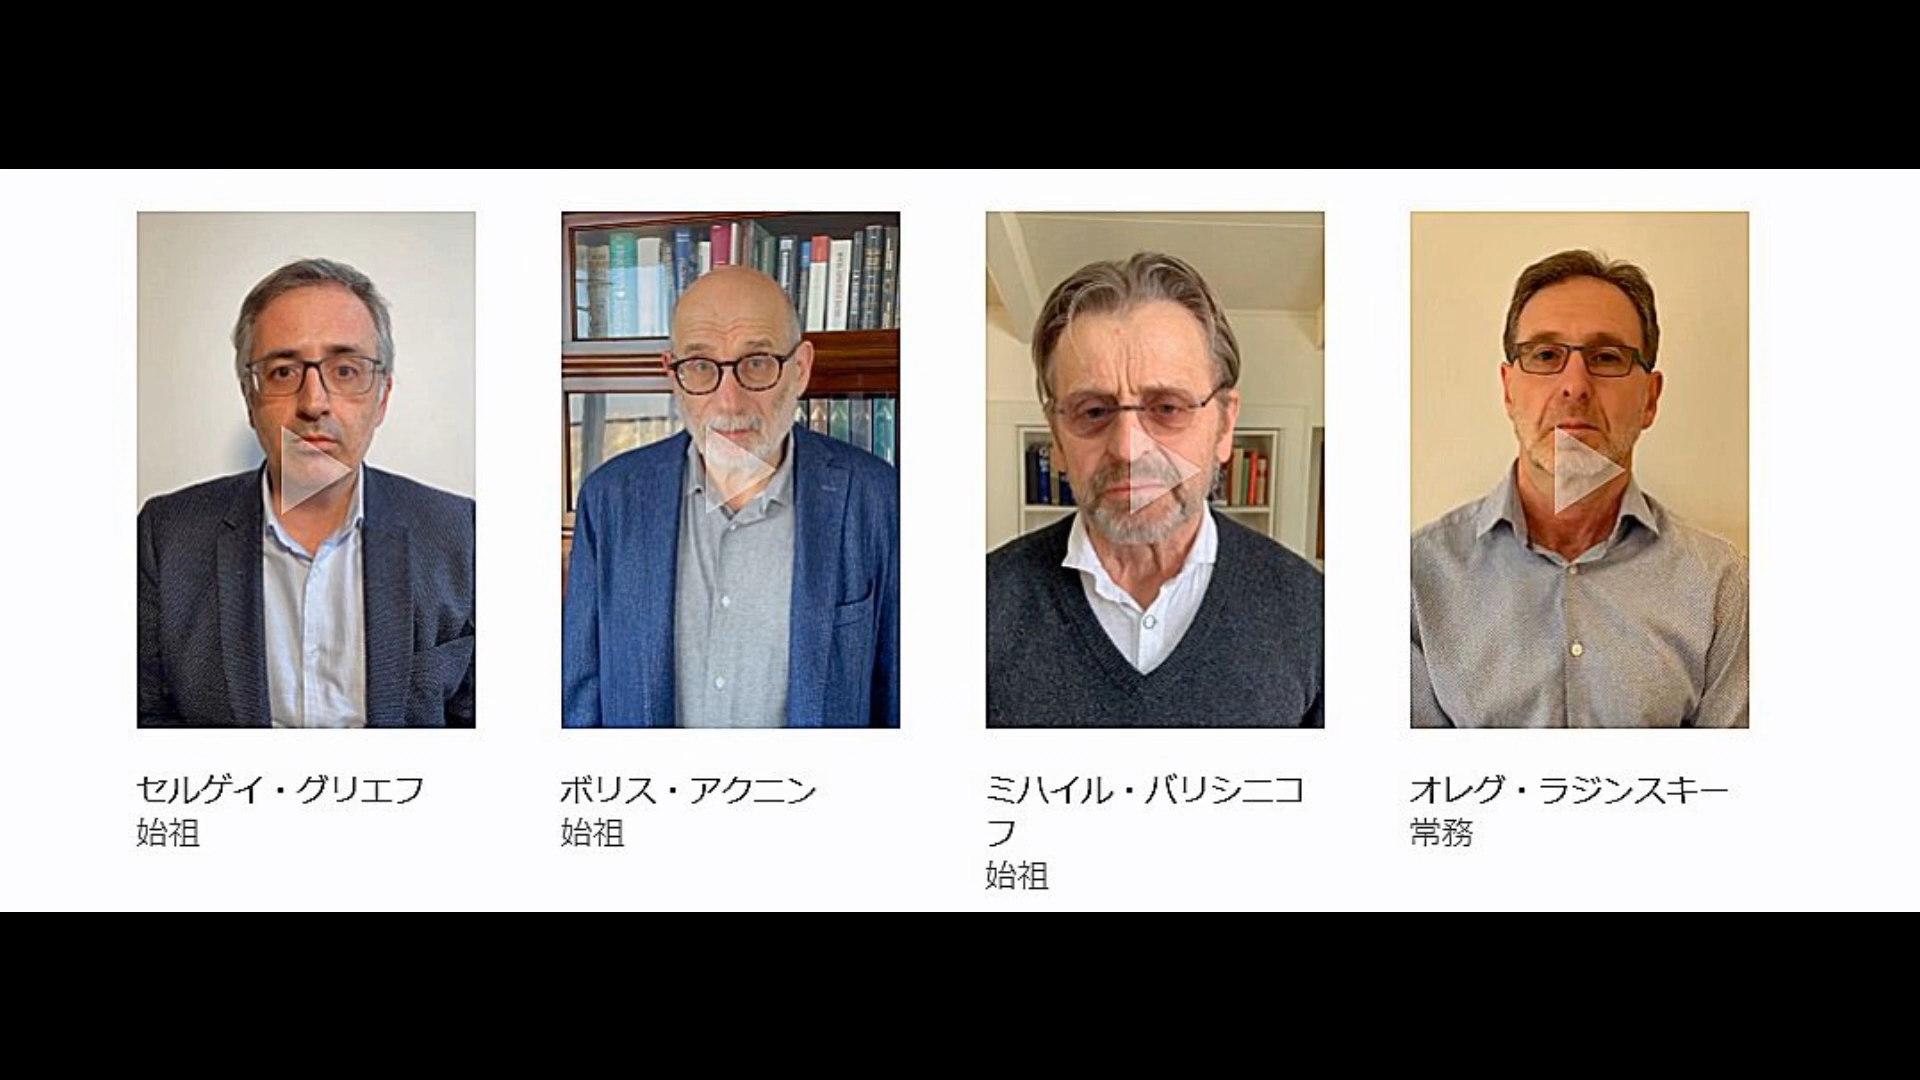 セルゲイ・グリエフ
始祖
ボリス・アクニン
始祖
ミハイル・バリシニコ
フ
始祖
オレグ・ラジンスキー
常務